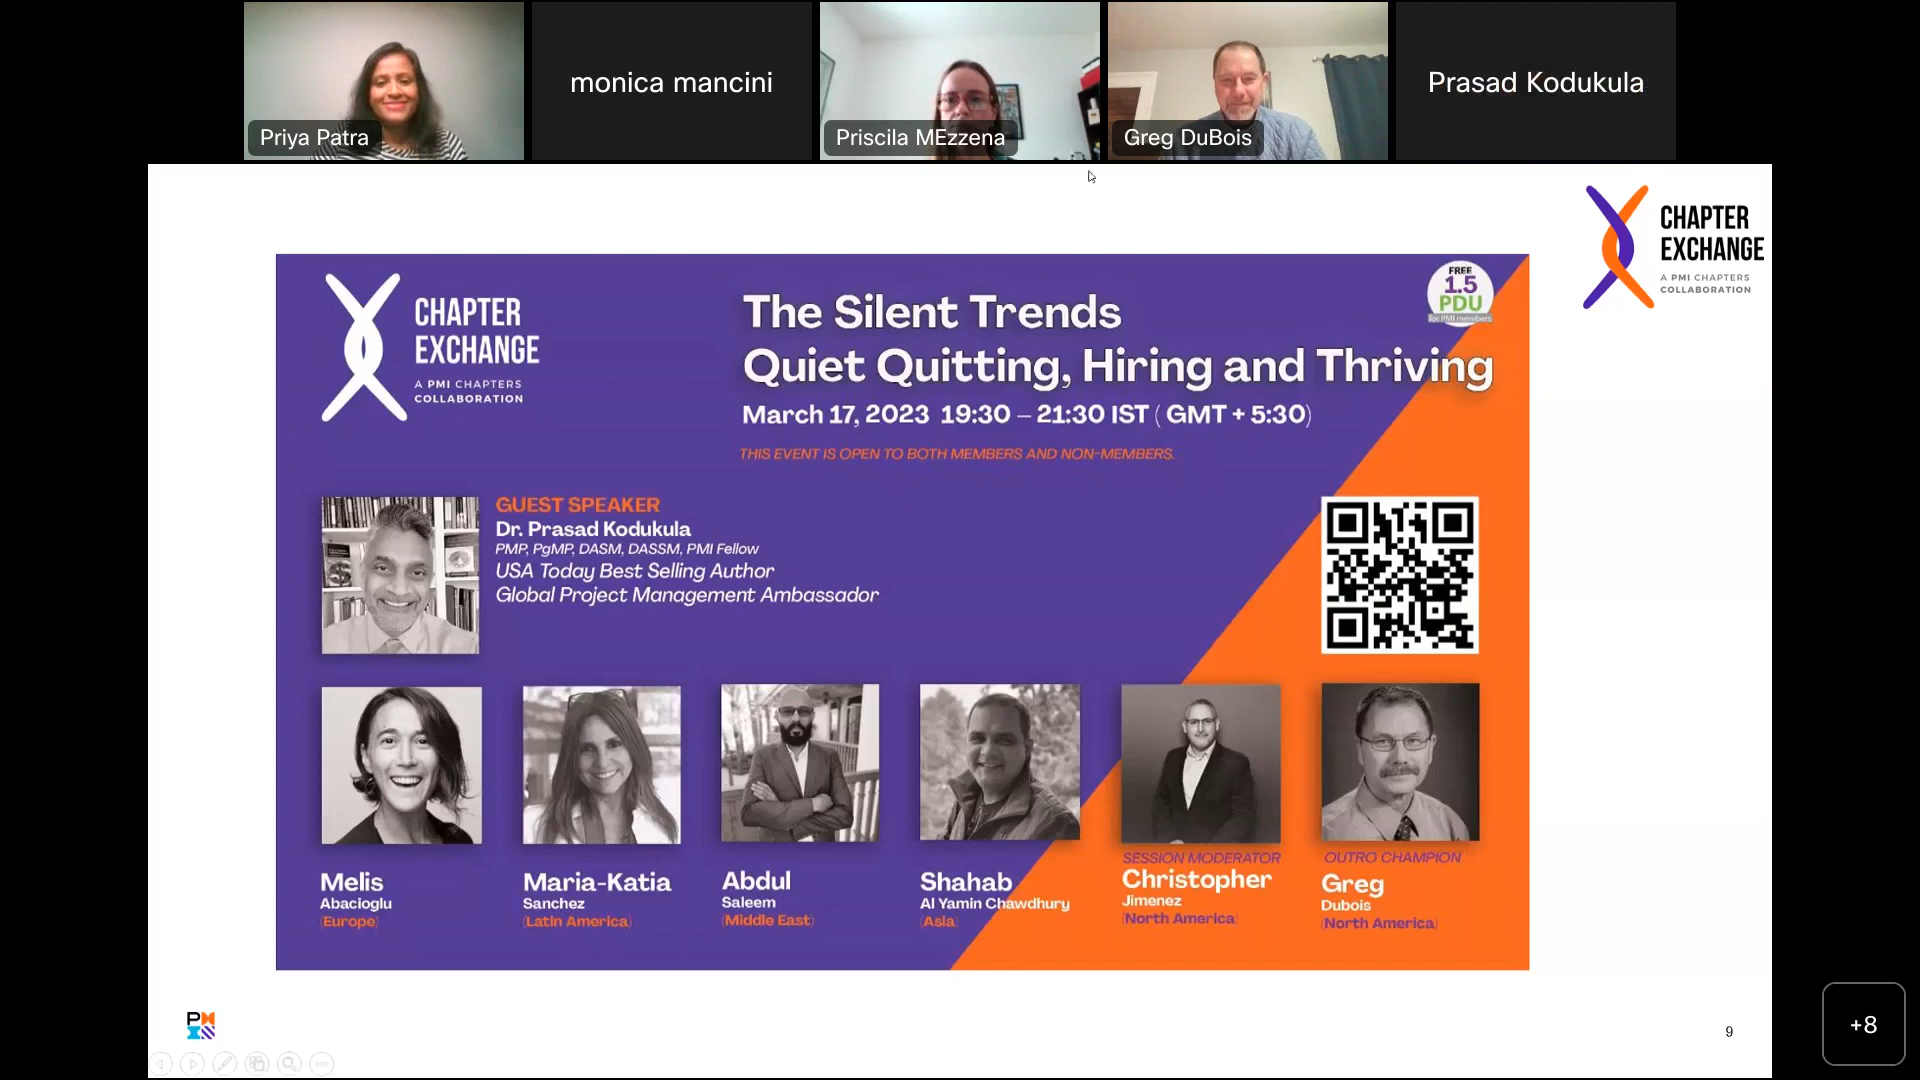 Priya Patra
monica mancini
Priscila MEzzena
Greg DuBois
Prasad Kodukula
CHAPTER
EXCHANGE
A PMI CHAPTERS
COLLABORATION
CHAPTER
EXCHANGE
A PMI CHAPTERS
COLLABORATION
The Silent Trends
Quiet Quitting, Hiring and Thriving
March 17, 2023 19:30 – 21:30 IST ( GMT + 5:30)
THIS EVENT IS OPEN TO BOTH MEMBERS AND NON-MEMBERS.
FREE
1.5
PDU
for PMI members
GUEST SPEAKER
Dr. Prasad Kodukula
PMP, PgMP, DASM, DASSM, PMI Fellow
USA Today Best Selling Author
Global Project Management Ambassador
Melis
Abacioglu
(Europe)
Maria-Katia
Sanchez
(Latin America)
Abdul
Saleem
(Middle East)
Shahab
Al Yamin Chawdhury
(Asia)
SESSION MODERATOR
Christopher
Jimenez
(North America)
OUTRO CHAMPION
Greg
Dubois
(North America)
9
+8